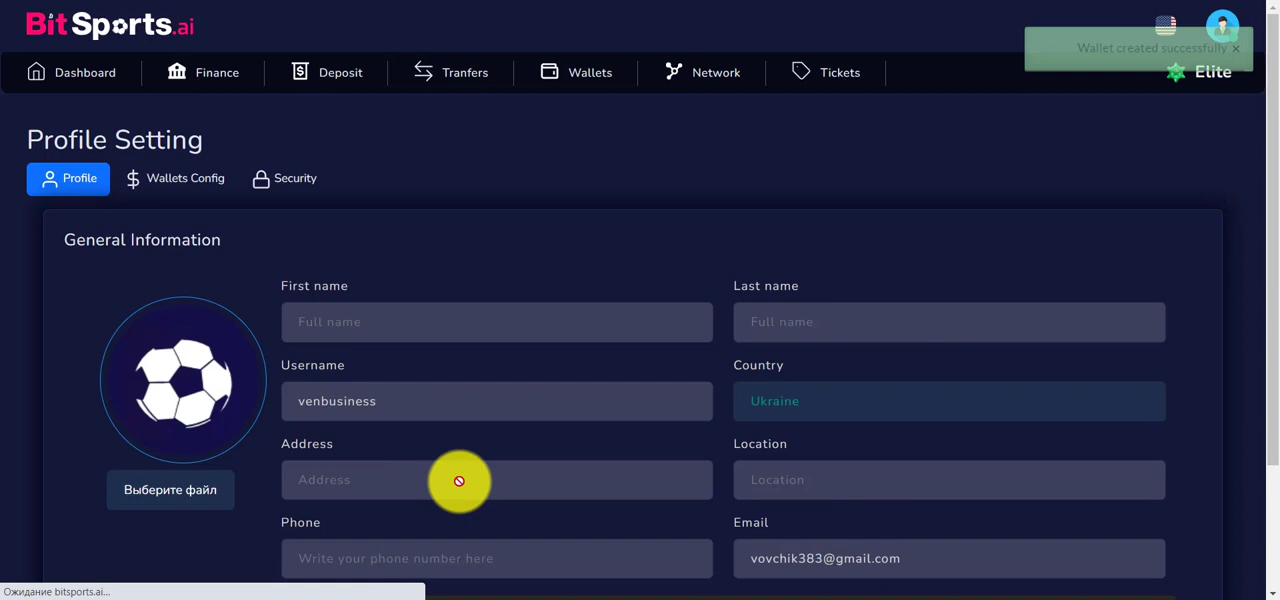 BitSports.ai
Wallet created successfully ×
Dashboard Finance Deposit Tranfers Wallets Network Tickets Elite
Profile Setting
Profile Wallets Config Security
General Information
First name Last name
Full name Full name
Username Country
venbusiness Ukraine
Address Location
Address Location
Выберите файл
Phone Email
Write your phone number here vovchik383@gmail.com
Ожидание bitsports.ai...